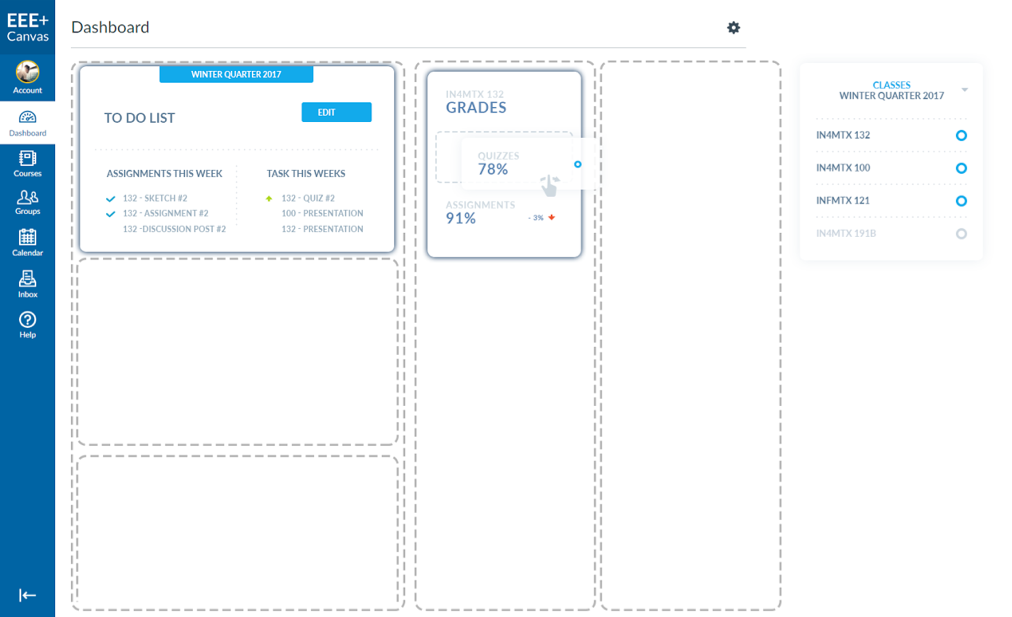 EEE+
Canvas
Account
Dashboard
Courses
Groups
Calendar
Inbox
Help
Dashboard
WINTER QUARTER 2017
TO DO LIST
EDIT
ASSIGNMENTS THIS WEEK
132 - SKETCH #2
132 - ASSIGNMENT #2
132 -DISCUSSION POST #2
TASK THIS WEEKS
132 - QUIZ #2
100 - PRESENTATION
132 - PRESENTATION
IN4MTX 132
GRADES
QUIZZES
78%
ASSIGNMENTS
91%
- 3%
CLASSES
WINTER QUARTER 2017
IN4MTX 132
IN4MTX 100
INFMTX 121
IN4MTX 191B